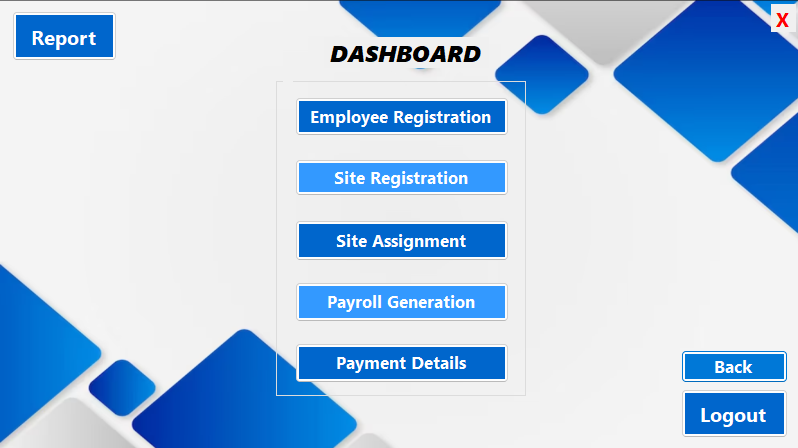 Report
X
DASHBOARD
Employee Registration
Site Registration
Site Assignment
Payroll Generation
Payment Details
Back
Logout